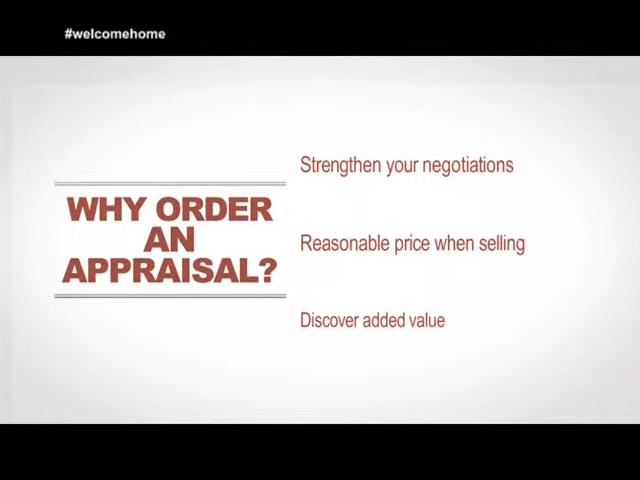 #welcomehome
WHY ORDER
AN
APPRAISAL?
Strengthen your negotiations
Reasonable price when selling
Discover added value